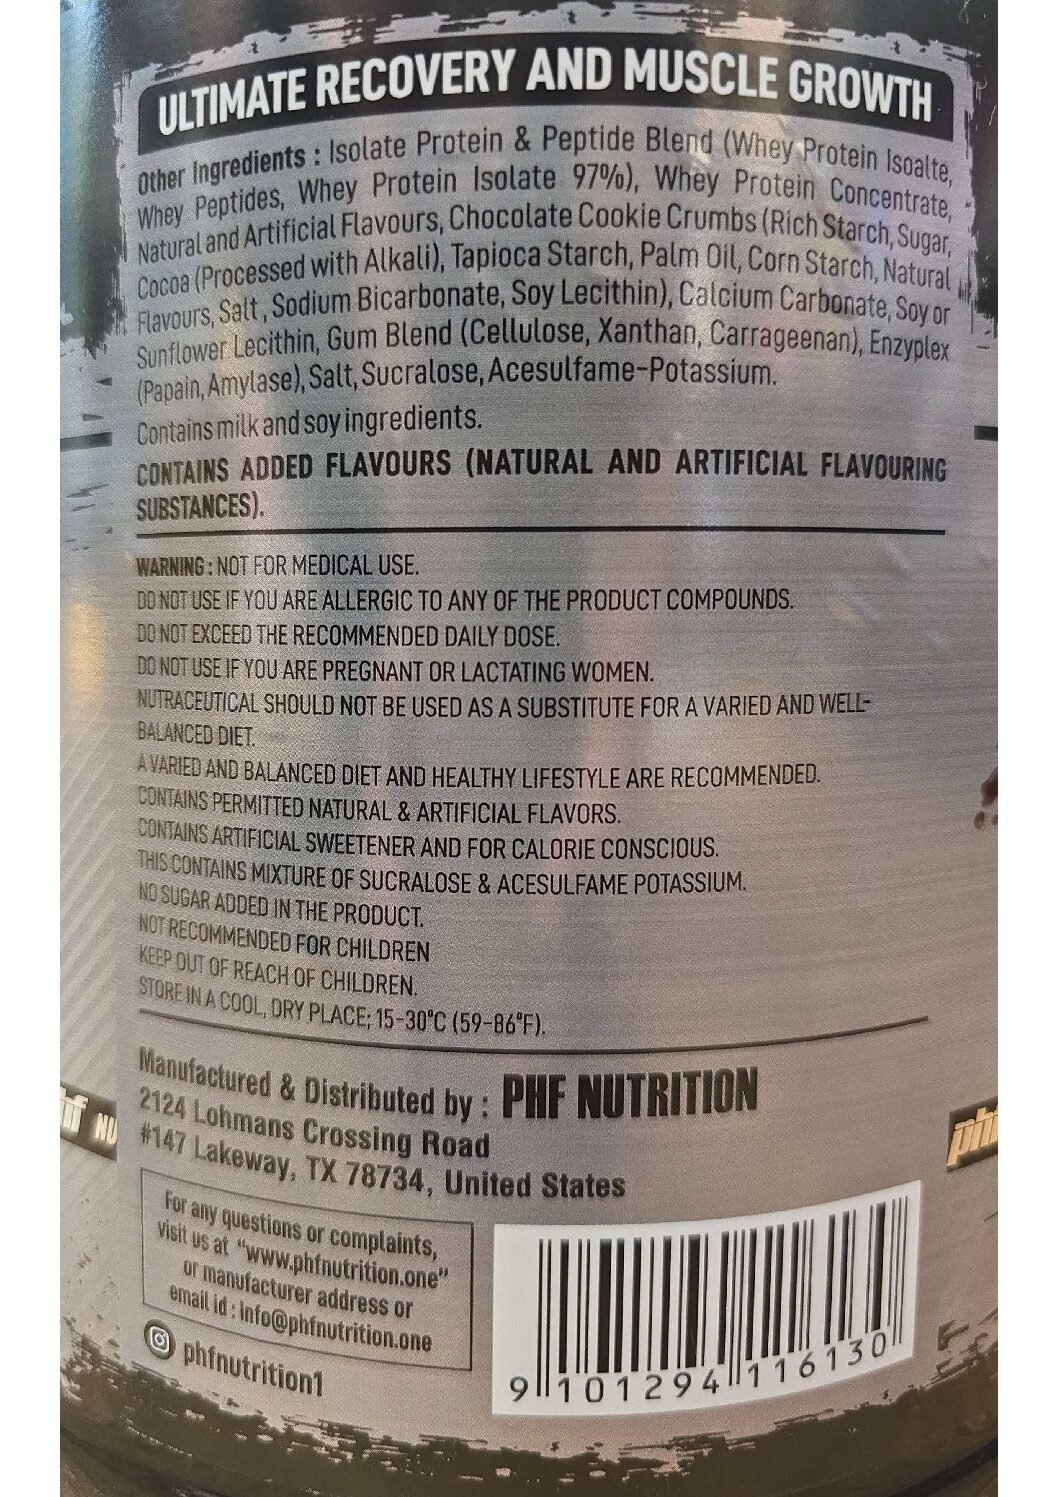 ULTIMATE RECOVERY AND MUSCLE GROWTH
Other Ingredients : Isolate Protein & Peptide Blend (Whey Protein Isoalte,
Whey Peptides, Whey Protein Isolate 97%), Whey Protein Concentrate,
Natural and Artificial Flavours, Chocolate Cookie Crumbs (Rich Starch, Sugar,
Cocoa (Processed with Alkali), Tapioca Starch, Palm Oil, Corn Starch, Natural
Flavours, Salt, Sodium Bicarbonate, Soy Lecithin), Calcium Carbonate, Soy or
Sunflower Lecithin, Gum Blend (Cellulose, Xanthan, Carrageenan), Enzyplex
(Papain, Amylase), Salt, Sucralose, Acesulfame-Potassium.
Contains milk and soy ingredients.
CONTAINS ADDED FLAVOURS (NATURAL AND ARTIFICIAL FLAVOURING
SUBSTANCES).
WARNING : NOT FOR MEDICAL USE.
DO NOT USE IF YOU ARE ALLERGIC TO ANY OF THE PRODUCT COMPOUNDS.
DO NOT EXCEED THE RECOMMENDED DAILY DOSE.
DO NOT USE IF YOU ARE PREGNANT OR LACTATING WOMEN.
NUTRACEUTICAL SHOULD NOT BE USED AS A SUBSTITUTE FOR A VARIED AND WELL-
BALANCED DIET.
A VARIED AND BALANCED DIET AND HEALTHY LIFESTYLE ARE RECOMMENDED.
CONTAINS PERMITTED NATURAL & ARTIFICIAL FLAVORS.
CONTAINS ARTIFICIAL SWEETENER AND FOR CALORIE CONSCIOUS.
THIS CONTAINS MIXTURE OF SUCRALOSE & ACESULFAME POTASSIUM.
NO SUGAR ADDED IN THE PRODUCT.
NOT RECOMMENDED FOR CHILDREN
KEEP OUT OF REACH OF CHILDREN.
STORE IN A COOL, DRY PLACE; 15-30°C (59-86°F).
Manufactured & Distributed by : PHF NUTRITION
2124 Lohmans Crossing Road
#147 Lakeway, TX 78734, United States
For any questions or complaints,
visit us at "www.phfnutrition.one"
or manufacturer address or
email id : info@phfnutrition.one
phfnutrition1
9 101294 116130